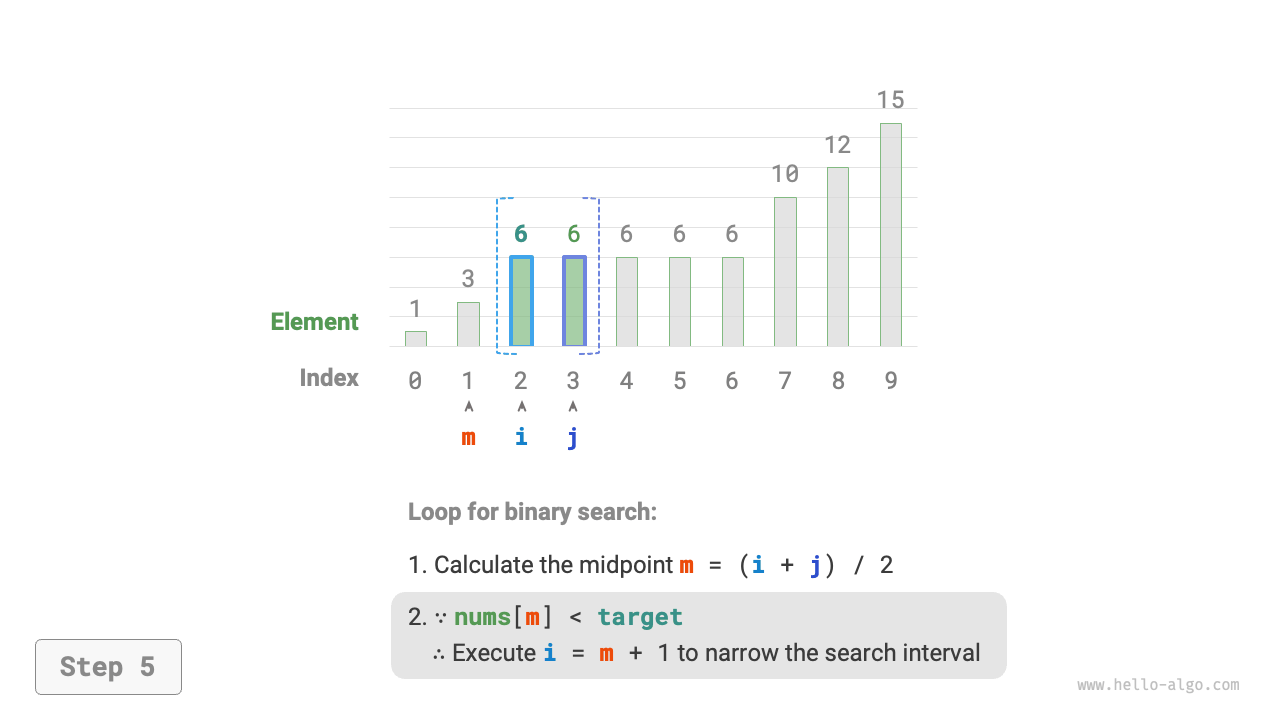 15
12
10
6 6 6 6 6
3
1
Element
Index 0 1 2 3 4 5 6 7 8 9
m i j
Loop for binary search:
1. Calculate the midpoint m = (i + j) / 2
2. ∵ nums[m] < target
∴ Execute i = m + 1 to narrow the search interval
Step 5
www.hello-algo.com